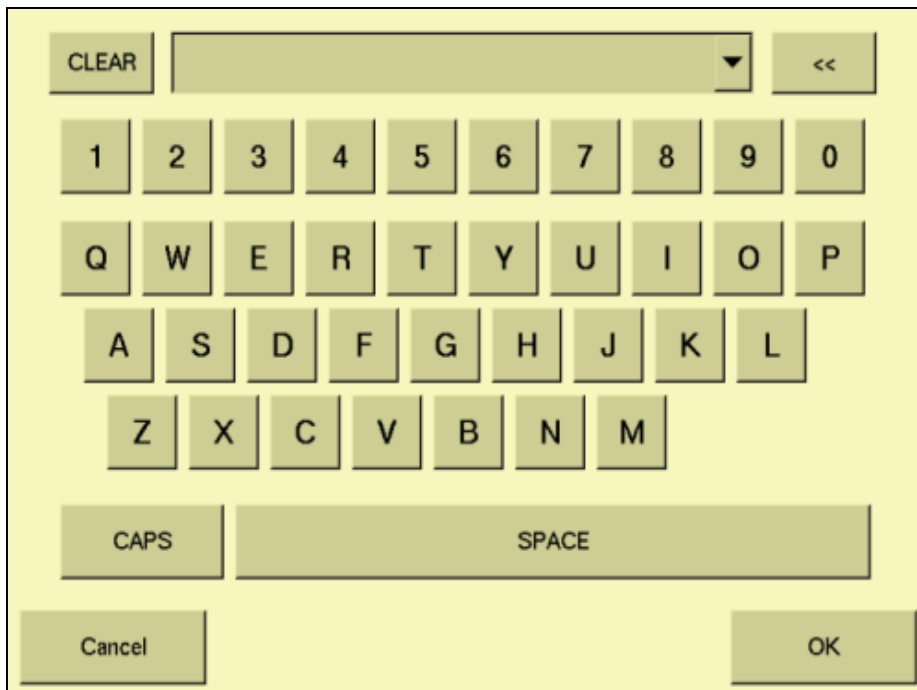 CLEAR <<
1 2 3 4 5 6 7 8 9 0
Q W E R T Y U I O P
A S D F G H J K L
Z X C V B N M
CAPS SPACE
Cancel OK